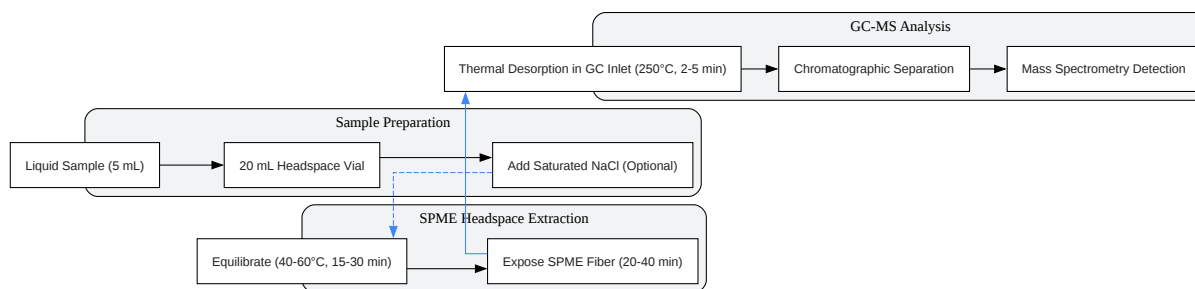 GC-MS Analysis
Thermal Desorption in GC Inlet (250°C, 2-5 min)
Chromatographic Separation
Mass Spectrometry Detection
Sample Preparation
Liquid Sample (5 mL)
20 mL Headspace Vial
Add Saturated NaCl (Optional)
SPME Headspace Extraction
Equilibrate (40-60°C, 15-30 min)
Expose SPME Fiber (20-40 min)